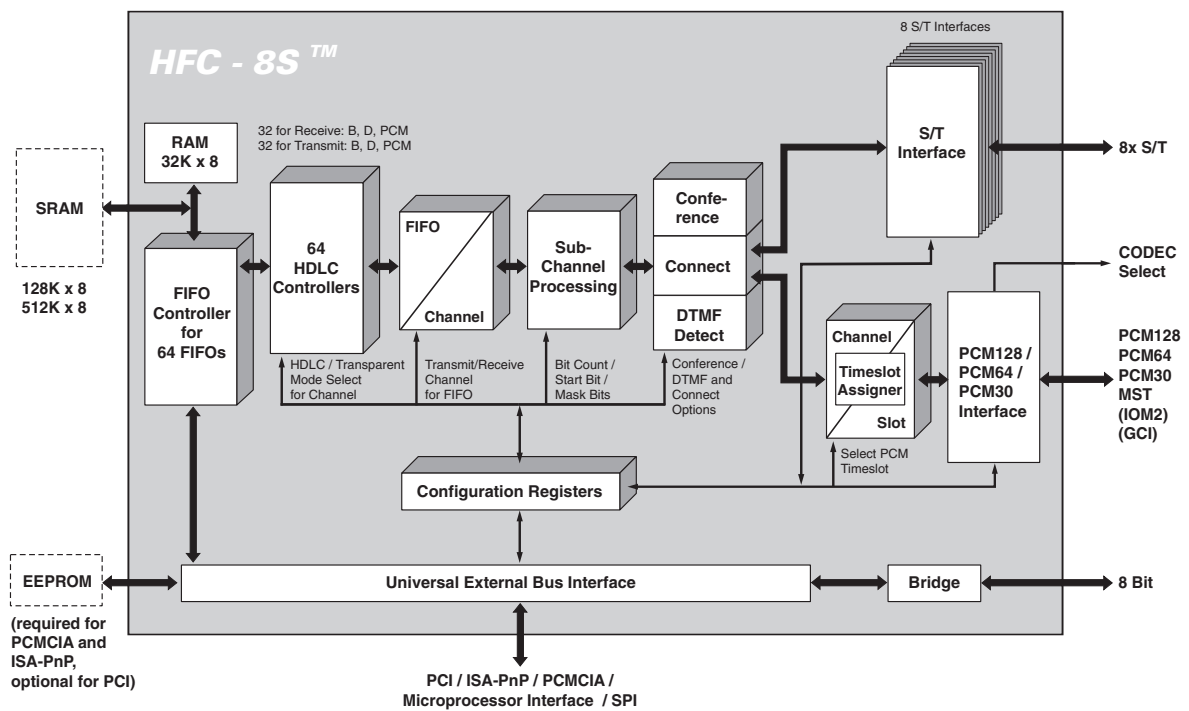 HFC - 8S ™
8 S/T Interfaces
RAM
32K x 8
32 for Receive: B, D, PCM
32 for Transmit: B, D, PCM
S/T
Interface
8x S/T
SRAM
128K x 8
512K x 8
FIFO
Controller
for
64 FIFOs
64
HDLC
Controllers
FIFO
Channel
Sub-
Channel
Processing
Confe-
rence
Connect
DTMF
Detect
CODEC
Select
HDLC / Transparent
Mode Select
for Channel
Transmit/Receive
Channel
for FIFO
Bit Count /
Start Bit /
Mask Bits
Conference /
DTMF and
Connect
Options
Channel
Timeslot
Assigner
Slot
PCM128 /
PCM64 /
PCM30
Interface
PCM128
PCM64
PCM30
MST
(IOM2)
(GCI)
Select PCM
Timeslot
Configuration Registers
EEPROM
(required for
PCMCIA and
ISA-PnP,
optional for PCI)
Universal External Bus Interface
Bridge
8 Bit
PCI / ISA-PnP / PCMCIA /
Microprocessor Interface / SPI